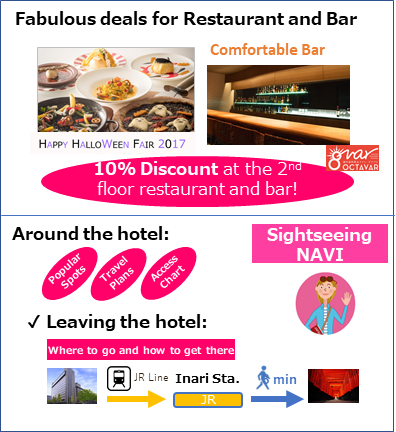 Fabulous deals for Restaurant and Bar
Comfortable Bar
HAPPY HALLOWEEN FAIR 2017
var
OCTAVAR
10% Discount at the 2nd
floor restaurant and bar!
Around the hotel:
Popular
Spots
Travel
Plans
Access
Chart
Sightseeing
NAVI
✓ Leaving the hotel:
Where to go and how to get there
JR Line
Inari Sta.
JR
min